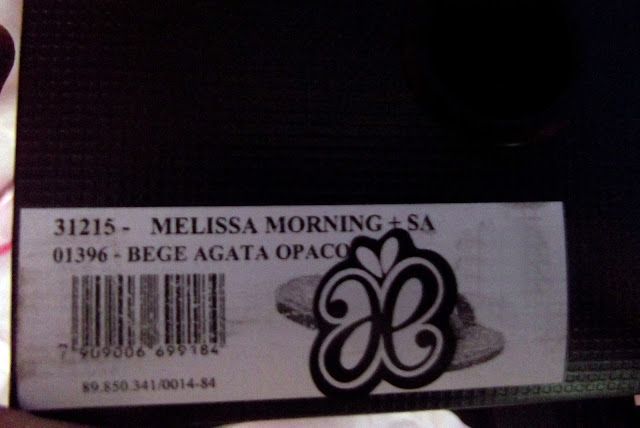 31215 - MELISSA MORNING + SA
01396 - BEGE AGATA OPACO
7 909006 699184
89.850.341/0014-84